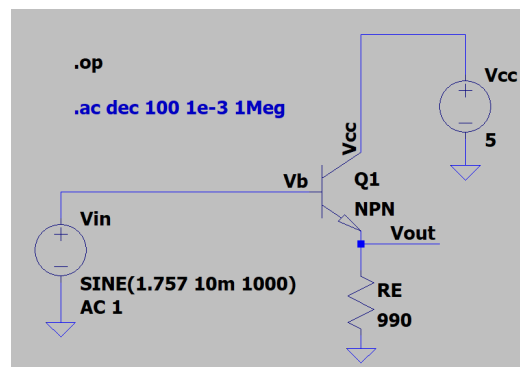 .op
.ac dec 100 1e-3 1Meg
Vcc
Vcc
5
Vb
Q1
NPN
Vout
Vin
SINE(1.757 10m 1000)
AC 1
RE
990